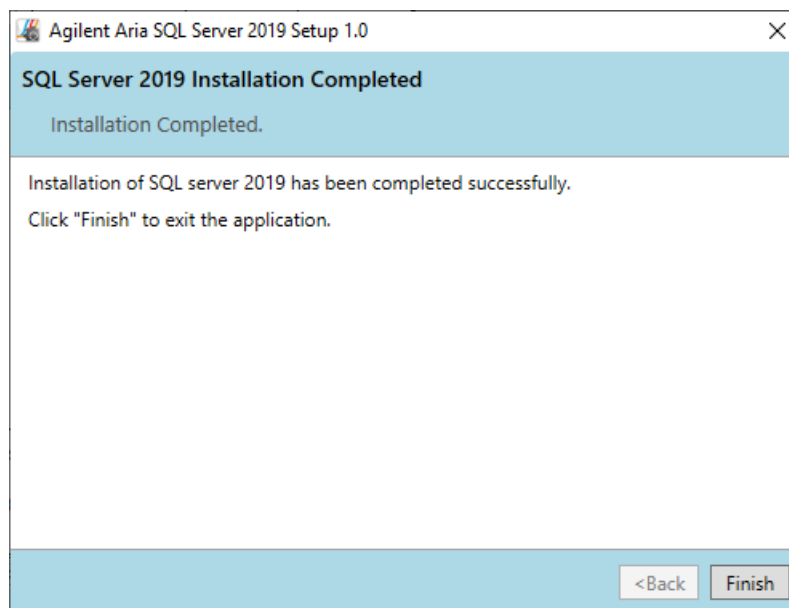 Agilent Aria SQL Server 2019 Setup 1.0
SQL Server 2019 Installation Completed
Installation Completed.
Installation of SQL server 2019 has been completed successfully.
Click "Finish" to exit the application.
<Back
Finish